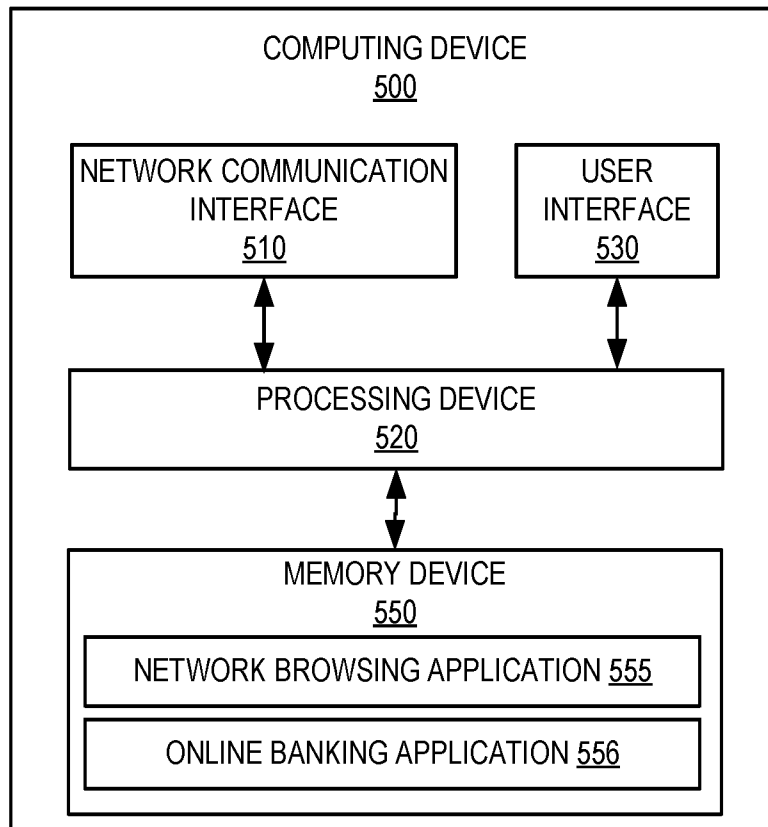 COMPUTING DEVICE
500
NETWORK COMMUNICATION
INTERFACE
510
USER
INTERFACE
530
PROCESSING DEVICE
520
MEMORY DEVICE
550
NETWORK BROWSING APPLICATION 555
ONLINE BANKING APPLICATION 556